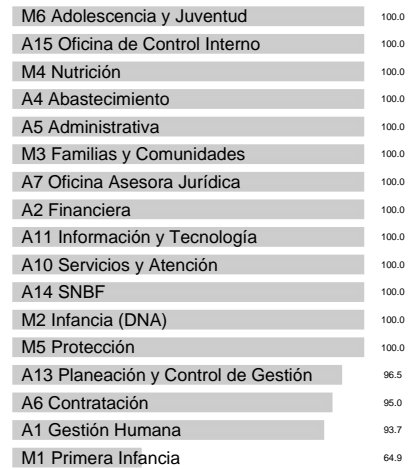 M6 Adolescencia y Juventud 100.0
A15 Oficina de Control Interno 100.0
M4 Nutrición 100.0
A4 Abastecimiento 100.0
A5 Administrativa 100.0
M3 Familias y Comunidades 100.0
A7 Oficina Asesora Jurídica 100.0
A2 Financiera 100.0
A11 Información y Tecnología 100.0
A10 Servicios y Atención 100.0
A14 SNBF 100.0
M2 Infancia (DNA) 100.0
M5 Protección 100.0
A13 Planeación y Control de Gestión 96.5
A6 Contratación 95.0
A1 Gestión Humana 93.7
M1 Primera Infancia 64.9